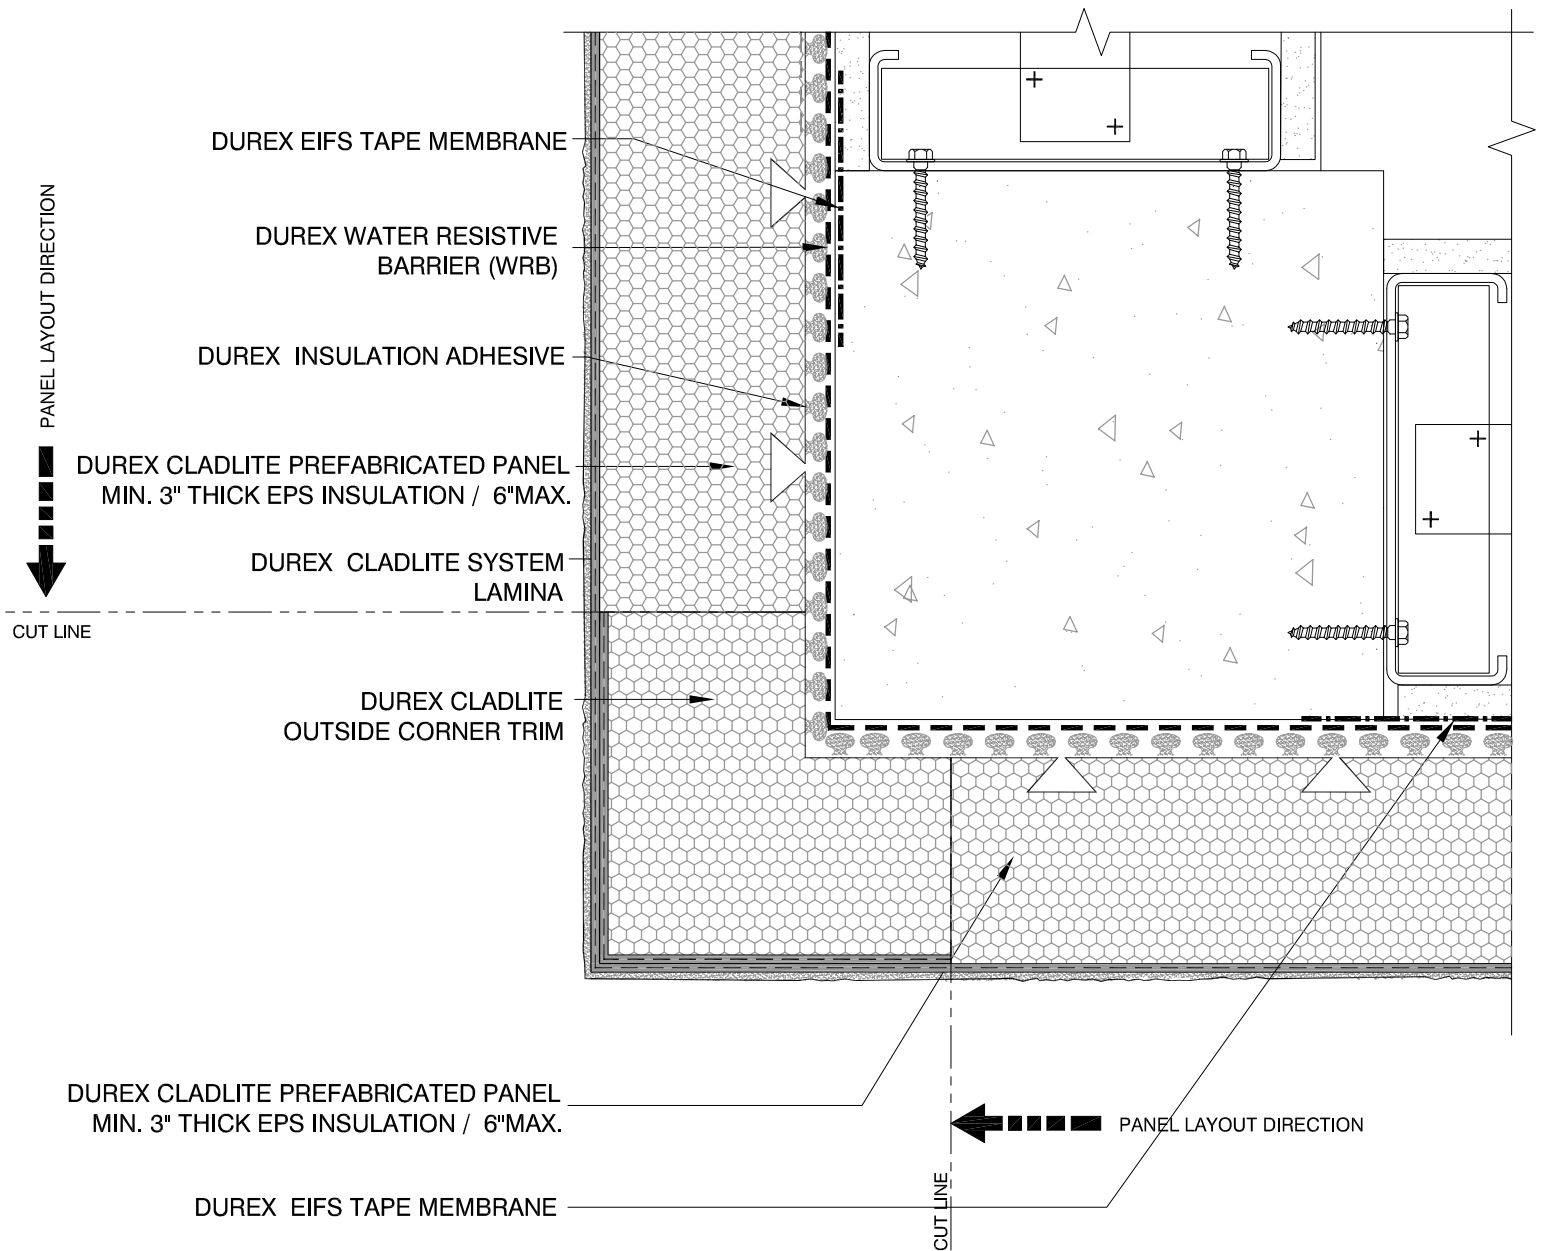 DUREX EIFS TAPE MEMBRANE
PANEL LAYOUT DIRECTION
DUREX WATER RESISTIVE
BARRIER (WRB)
DUREX INSULATION ADHESIVE
DUREX CLADLITE PREFABRICATED PANEL
MIN. 3" THICK EPS INSULATION / 6"MAX.
DUREX CLADLITE SYSTEM
LAMINA
CUT LINE
DUREX CLADLITE
OUTSIDE CORNER TRIM
DUREX CLADLITE PREFABRICATED PANEL
MIN. 3" THICK EPS INSULATION / 6"MAX.
PANEL LAYOUT DIRECTION
DUREX EIFS TAPE MEMBRANE
CUT LINE